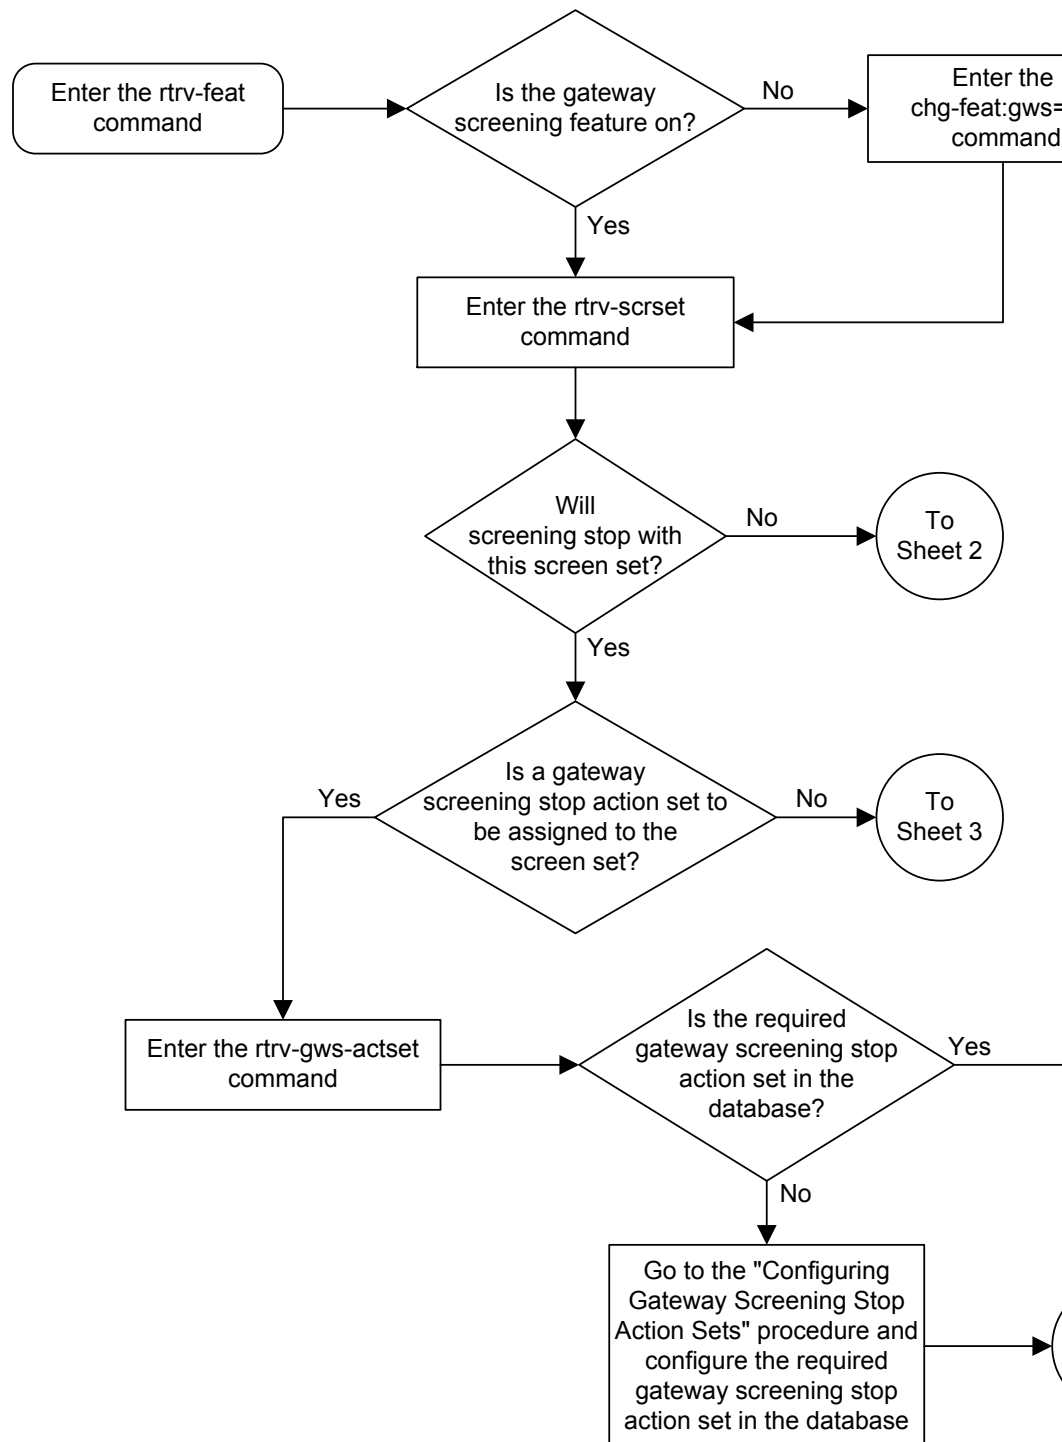 Enter the rtrv-feat
command
Is the gateway
screening feature on?
No
Enter the
chg-feat:gws=
command
Yes
Enter the rtrv-scrset
command
Will
screening stop with
this screen set?
No
To
Sheet 2
Yes
Is a gateway
screening stop action set to
be assigned to the
screen set?
Yes
No
To
Sheet 3
Enter the rtrv-gws-actset
command
Is the required
gateway screening stop
action set in the
database?
Yes
No
Go to the "Configuring
Gateway Screening Stop
Action Sets" procedure and
configure the required
gateway screening stop
action set in the database